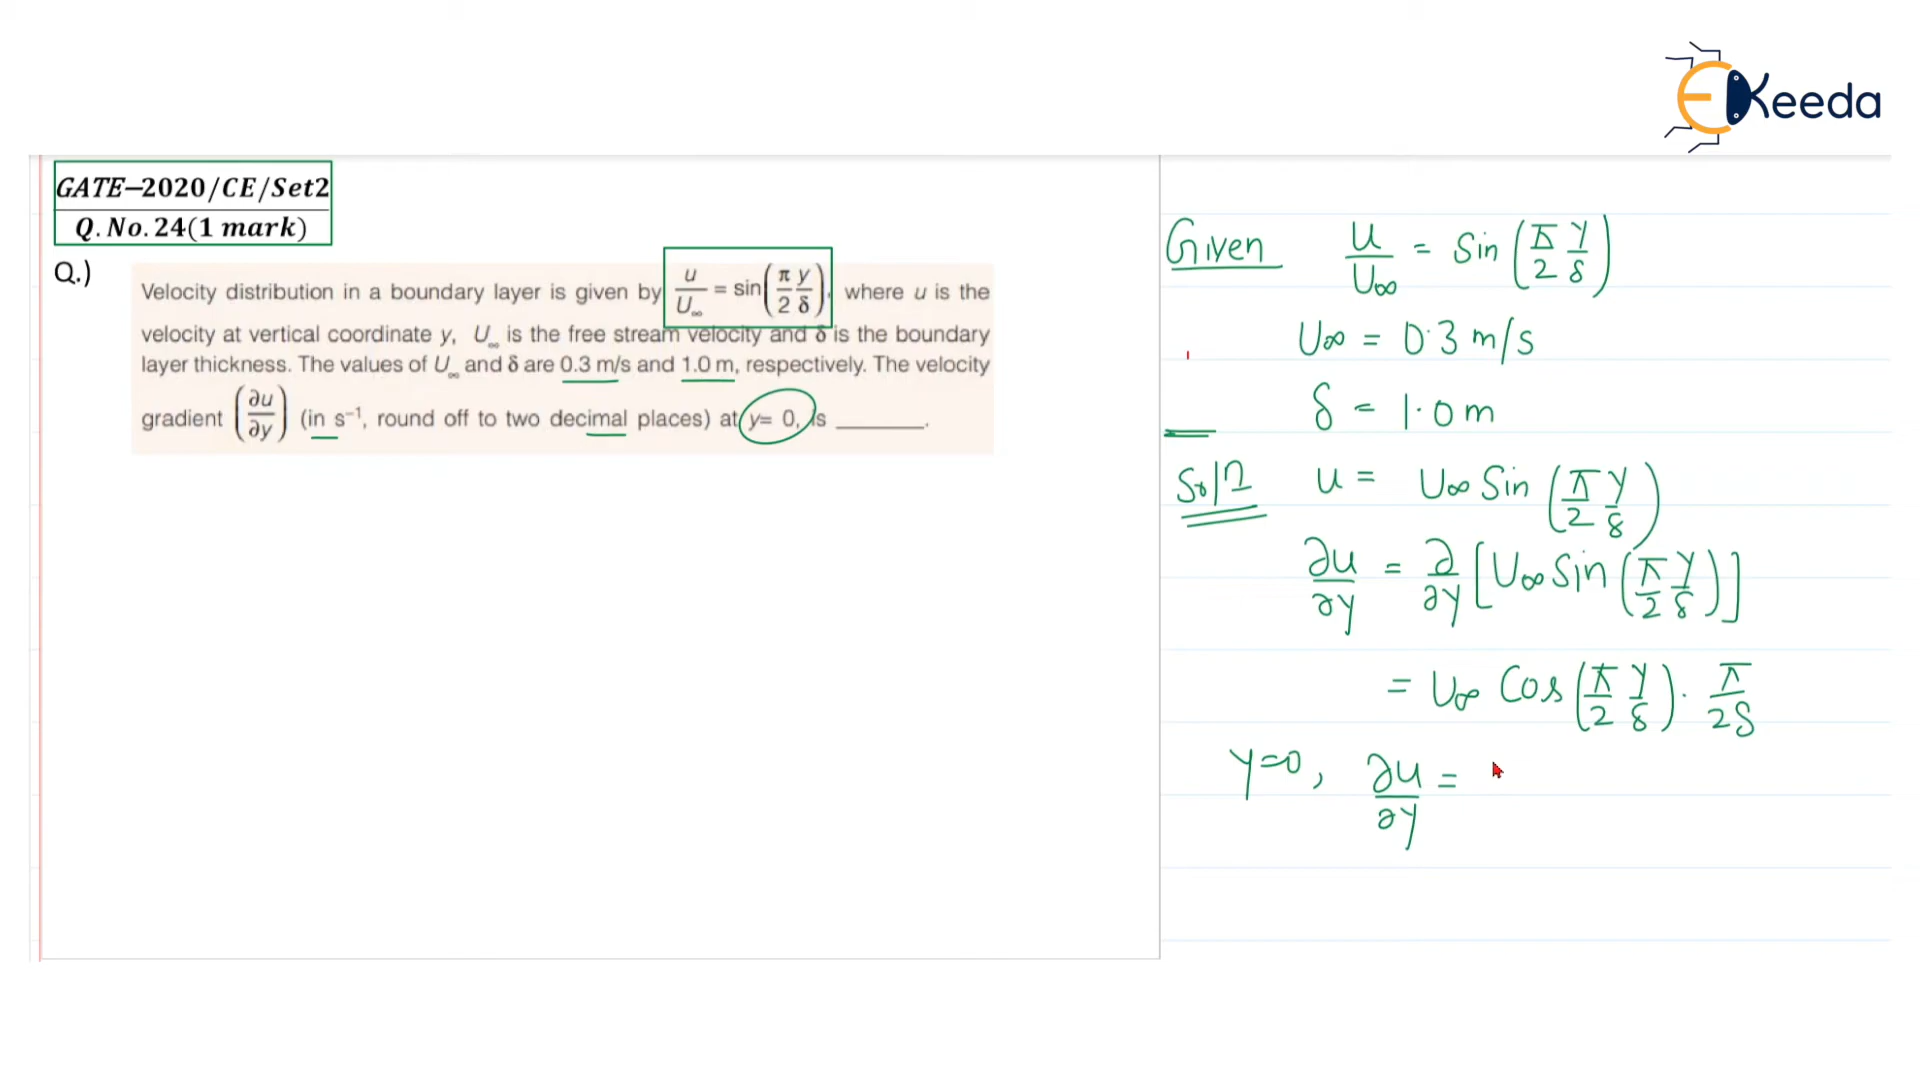 EKeeda
GATE–2020/CE/Set2
Q. No. 24(1 mark)
Q.)
Velocity distribution in a boundary layer is given by u/U∞ = sin(π/2 y/δ), where u is the
velocity at vertical coordinate y, U∞ is the free stream velocity and δ is the boundary
layer thickness. The values of U∞ and δ are 0.3 m/s and 1.0 m, respectively. The velocity
gradient (∂u/∂y) (in s⁻¹, round off to two decimal places) at y= 0, is ________.
Given u/U∞ = Sin (π/2 y/δ)
U∞ = 0.3 m/s
δ = 1.0 m
Sol⁠n u = U∞ Sin (π/2 y/δ)
∂u/∂y = ∂/∂y [U∞ Sin (π/2 y/δ)]
= U∞ Cos (π/2 y/δ) . π/2δ
y=0, ∂u/∂y =